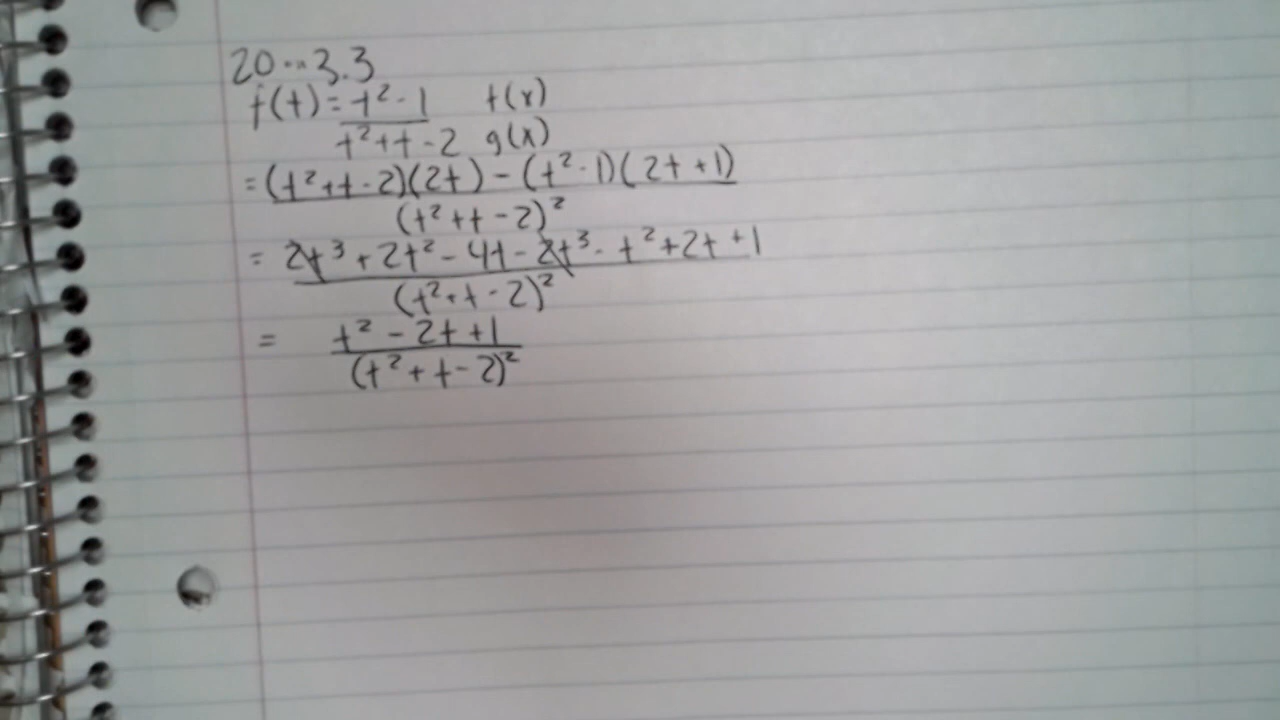 20 -- 3.3
f(t) = t² - 1 f(x)
t² + t - 2 g(x)
= (t² + t - 2)(2t) - (t² - 1)(2t + 1)
(t² + t - 2)²
= 2t³ + 2t² - 4t - 2t³ - t² + 2t + 1
(t² + t - 2)²
= t² - 2t + 1
(t² + t - 2)²